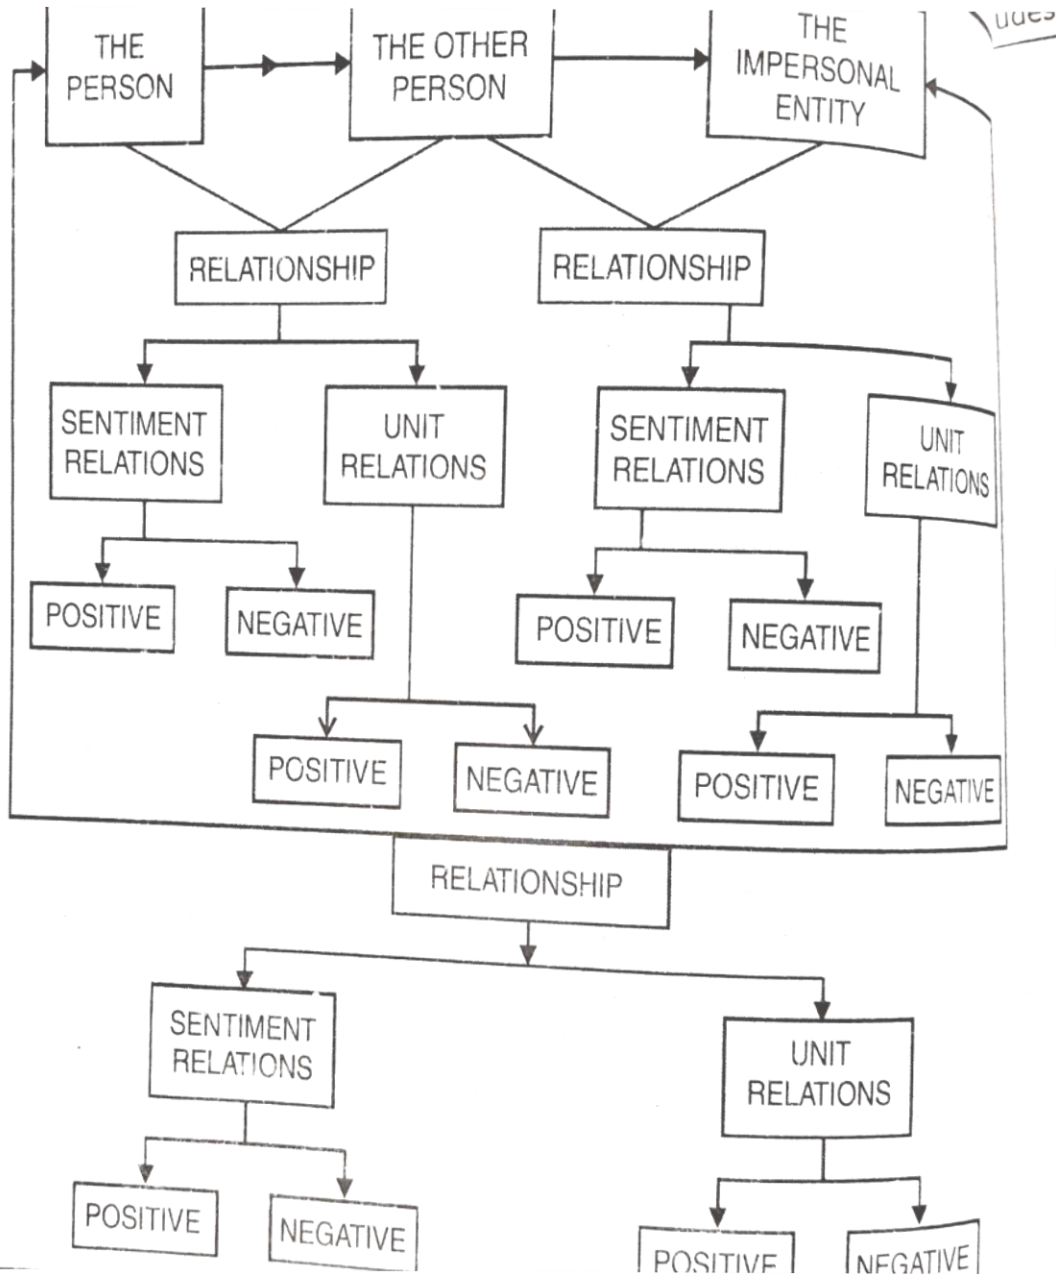 THE
PERSON
THE OTHER
PERSON
THE
IMPERSONAL
ENTITY
RELATIONSHIP
RELATIONSHIP
SENTIMENT
RELATIONS
UNIT
RELATIONS
SENTIMENT
RELATIONS
UNIT
RELATIONS
POSITIVE
NEGATIVE
POSITIVE
NEGATIVE
POSITIVE
NEGATIVE
POSITIVE
NEGATIVE
RELATIONSHIP
SENTIMENT
RELATIONS
UNIT
RELATIONS
POSITIVE
NEGATIVE
POSITIVE
NEGATIVE